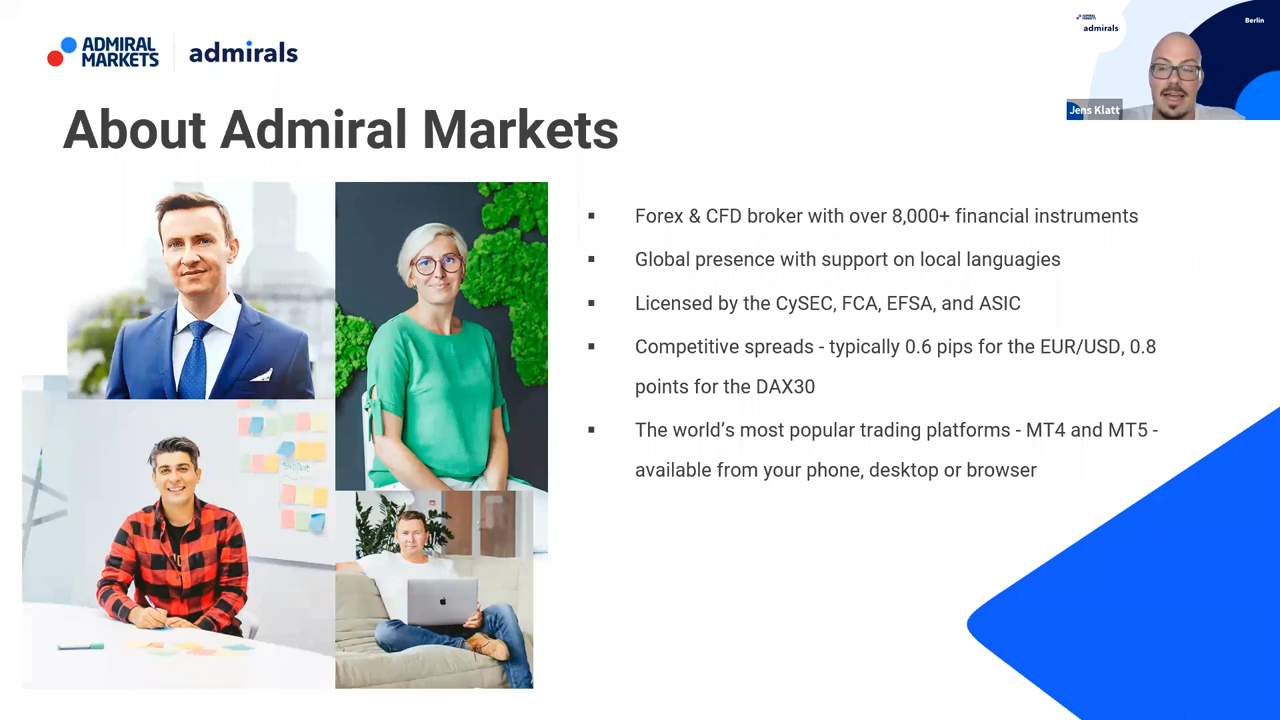 ADMIRAL
MARKETS
admirals
admirals
Berlin
Jens Klatt
About Admiral Markets
▪ Forex & CFD broker with over 8,000+ financial instruments
▪ Global presence with support on local languagies
▪ Licensed by the CySEC, FCA, EFSA, and ASIC
▪ Competitive spreads - typically 0.6 pips for the EUR/USD, 0.8
points for the DAX30
▪ The world's most popular trading platforms - MT4 and MT5 -
available from your phone, desktop or browser